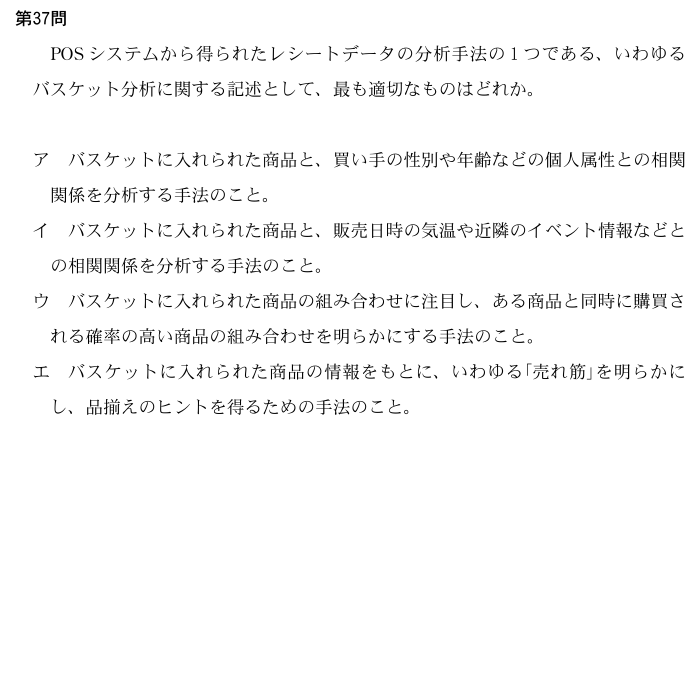 第37問
POSシステムから得られたレシートデータの分析手法の1つである、いわゆる
バスケット分析に関する記述として、最も適切なものはどれか。
ア　バスケットに入れられた商品と、買い手の性別や年齢などの個人属性との相関
関係を分析する手法のこと。
イ　バスケットに入れられた商品と、販売日時の気温や近隣のイベント情報などと
の相関関係を分析する手法のこと。
ウ　バスケットに入れられた商品の組み合わせに注目し、ある商品と同時に購買さ
れる確率の高い商品の組み合わせを明らかにする手法のこと。
エ　バスケットに入れられた商品の情報をもとに、いわゆる「売れ筋」を明らかに
し、品揃えのヒントを得るための手法のこと。